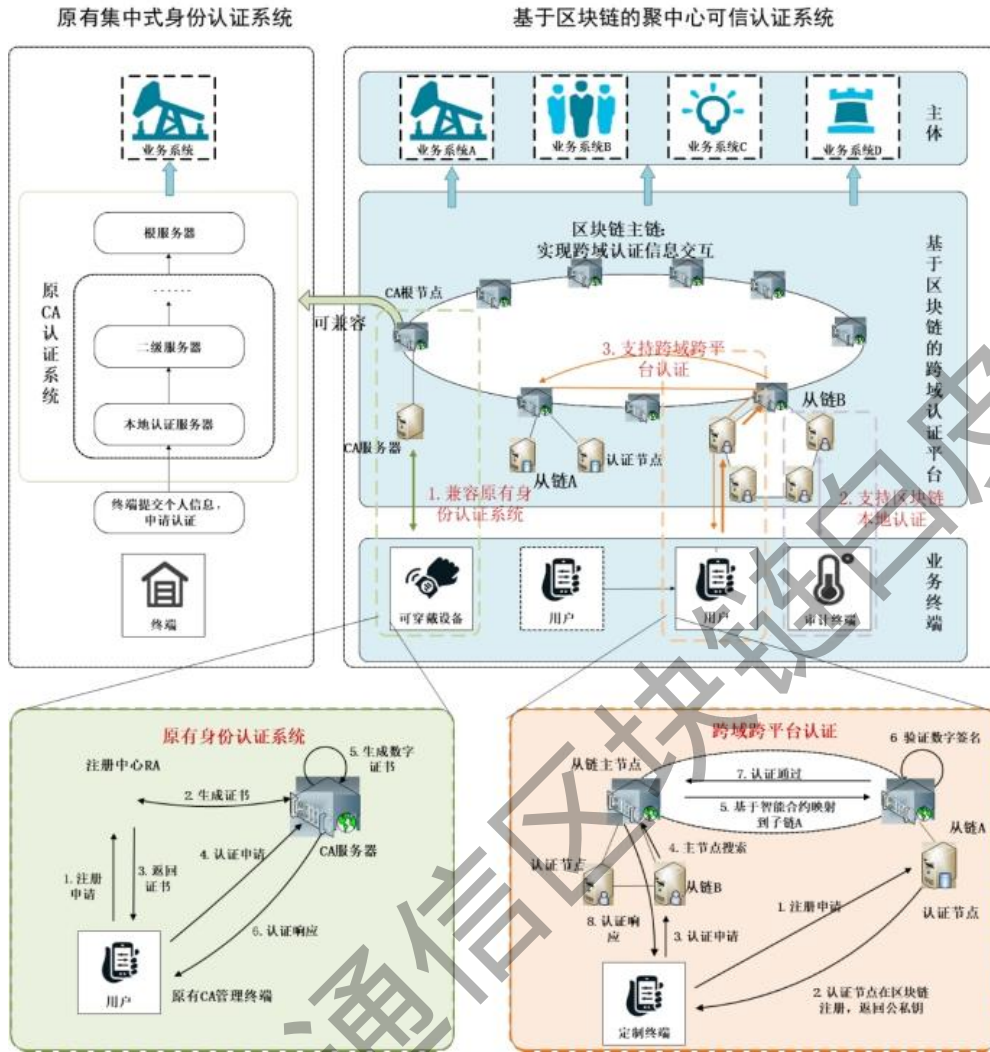 原有集中式身份认证系统
基于区块链的聚中心可信认证系统
业务系统
原CA认证系统
根服务器
......
二级服务器
本地认证服务器
终端提交个人信息，
申请认证
终端
业务系统A
业务系统B
业务系统C
业务系统D
主体
区块链主链：
实现跨域认证信息交互
CA根节点
可兼容
3. 支持跨域跨平
台认证
从链B
CA服务器
从链A
认证节点
1. 兼容原有身
份认证系统
2. 支持区块链
本地认证
基于区块链的跨域认证平台
可穿戴设备
用户
用户
审计终端
业务终端
原有身份认证系统
注册中心RA
5. 生成数字
证书
2. 生成证书
CA服务器
4. 认证申请
1. 注册
申请
3. 返回
证书
6. 认证响应
用户
原有CA管理终端
跨域跨平台认证
6 验证数字签名
从链主节点
7. 认证通过
5. 基于智能合约映射
到子链A
从链A
4. 主节点搜索
认证节点
从链B
1. 注册申请
认证节点
8. 认证响
应
3. 认证申请
2. 认证节点在区块链
注册，返回公私钥
定制终端
通信区块链白皮